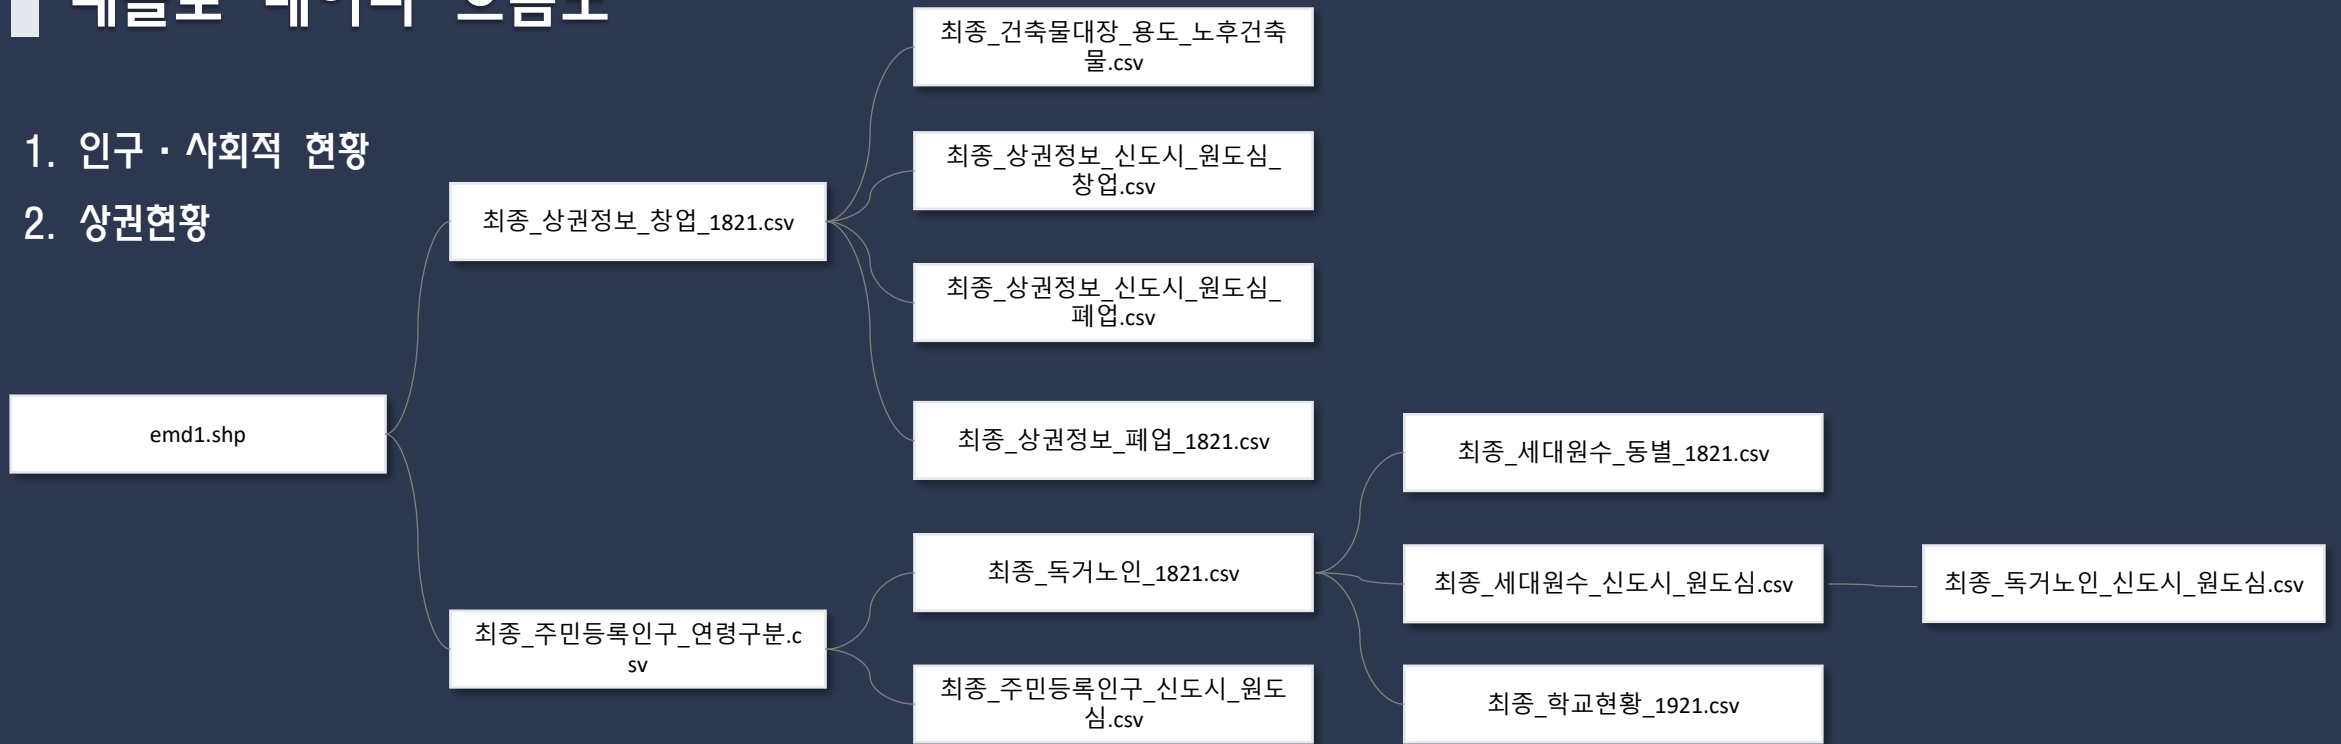 1. 인구·사회적 현황
2. 상권현황
emd1.shp
최종_상권정보_창업_1821.csv
최종_주민등록인구_연령구분.c
sv
최종_건축물대장_용도_노후건축
물.csv
최종_상권정보_신도시_원도심_
창업.csv
최종_상권정보_신도시_원도심_
폐업.csv
최종_상권정보_폐업_1821.csv
최종_독거노인_1821.csv
최종_주민등록인구_신도시_원도
심.csv
최종_세대원수_동별_1821.csv
최종_세대원수_신도시_원도심.csv
최종_학교현황_1921.csv
최종_독거노인_신도시_원도심.csv